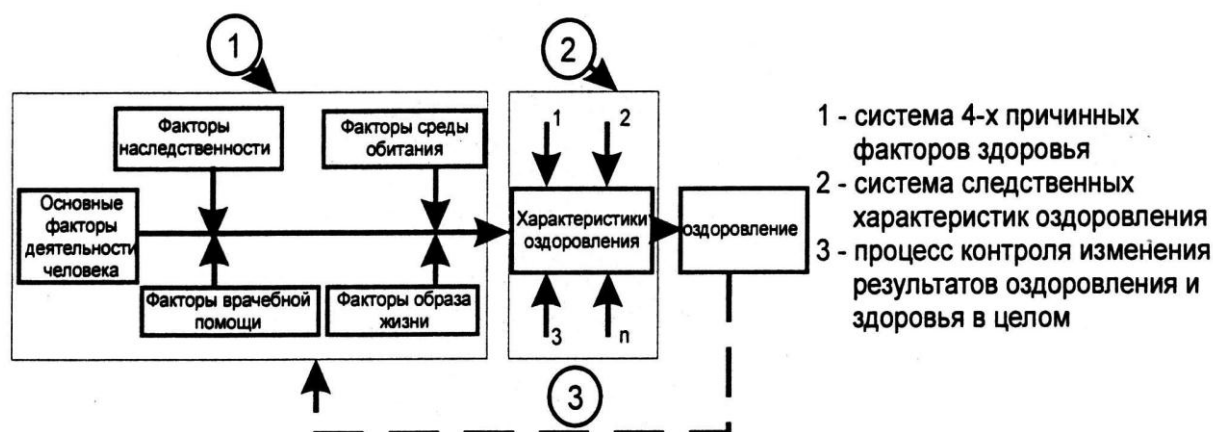 1
2
Факторы
наследственности
Факторы среды
обитания
Основные
факторы
деятельности
человека
Факторы врачебной
помощи
Факторы образа
жизни
1
2
Характеристики
оздоровления
3
n
оздоровление
3
1 - система 4-х причинных
факторов здоровья
2 - система следственных
характеристик оздоровления
3 - процесс контроля изменения
результатов оздоровления и
здоровья в целом